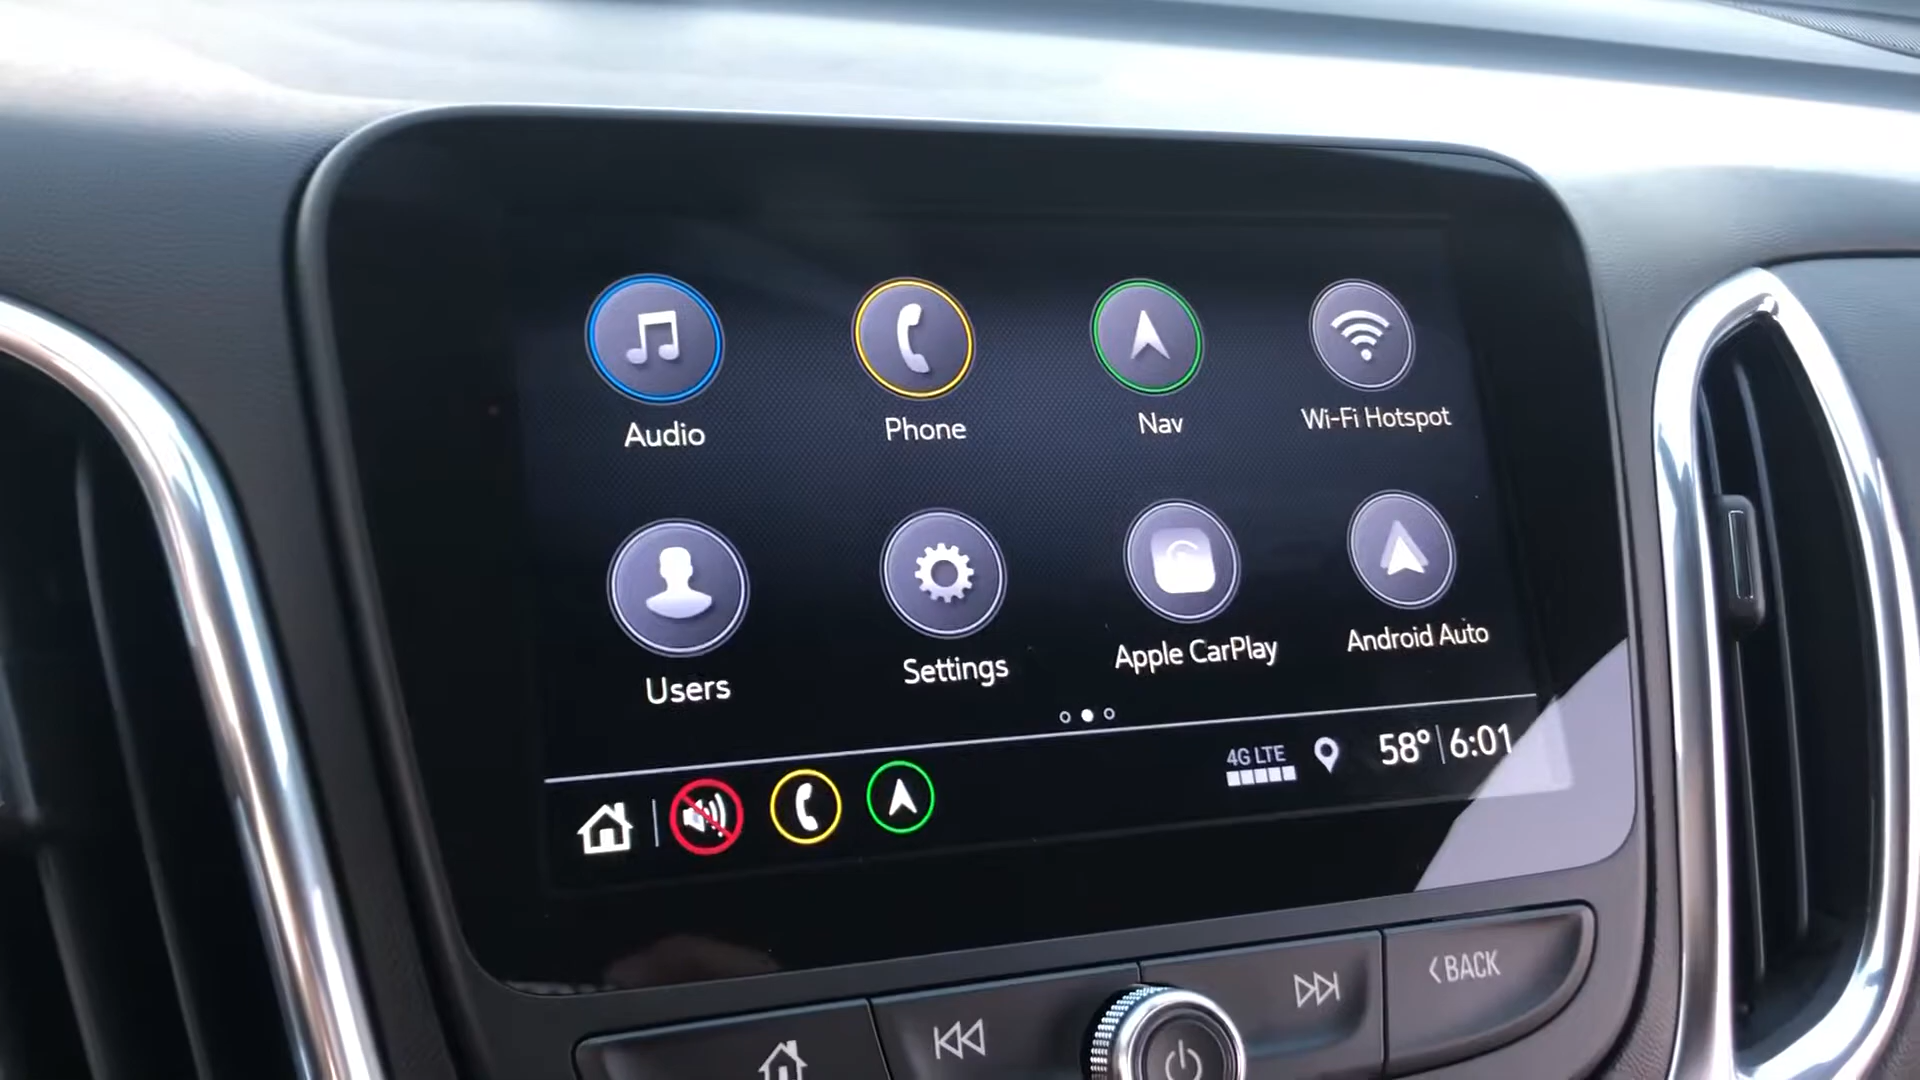 Audio
Phone
Nav
Wi-Fi Hotspot
Users
Settings
Apple CarPlay
Android Auto
4G LTE
58° 6:01
<BACK